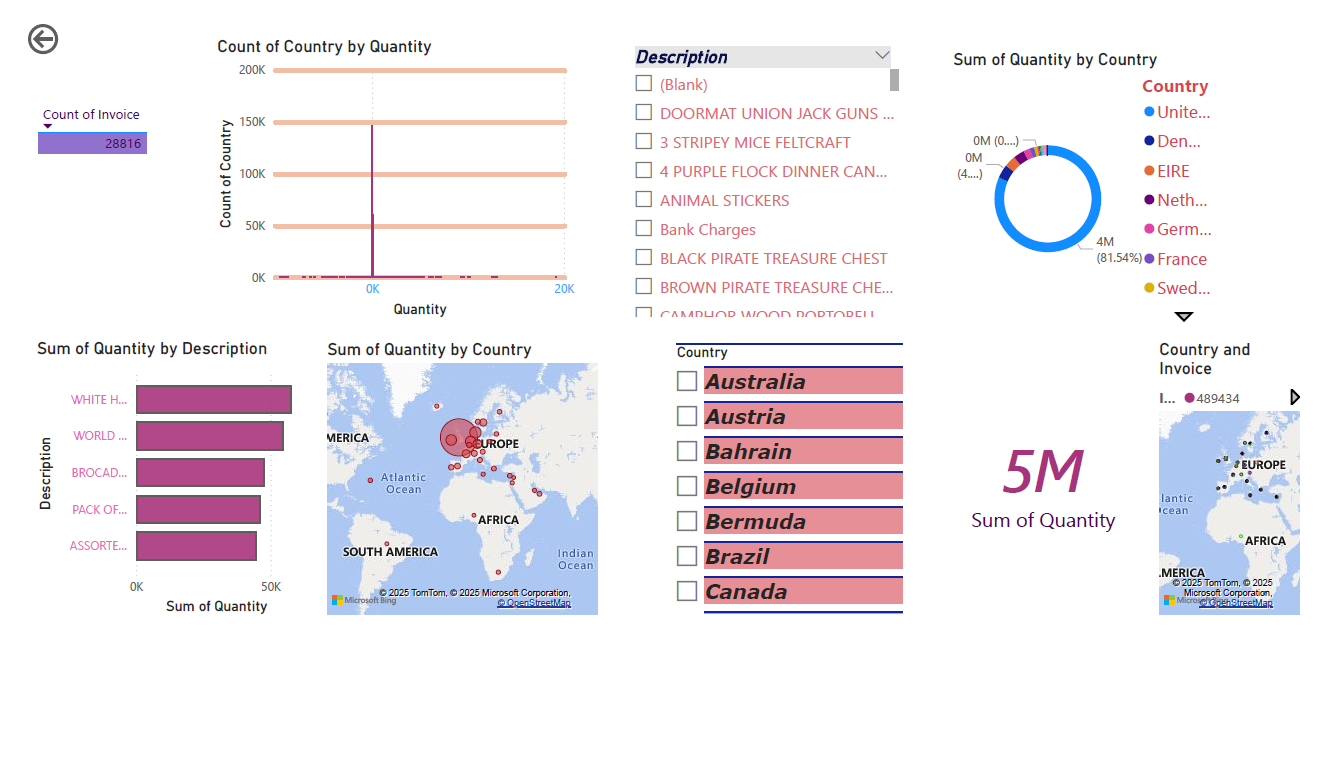 Count of Invoice
28816
Count of Country by Quantity
200K
150K
100K
50K
0K
Count of Country
0K
20K
Quantity
Description
(Blank)
DOORMAT UNION JACK GUNS ...
3 STRIPEY MICE FELTCRAFT
4 PURPLE FLOCK DINNER CAN...
ANIMAL STICKERS
Bank Charges
BLACK PIRATE TREASURE CHEST
BROWN PIRATE TREASURE CHE...
Sum of Quantity by Country
0M (0....)
0M
(4....)
4M
(81.54%)
Country
Unite...
Den...
EIRE
Neth...
Germ...
France
Swed...
Sum of Quantity by Description
Description
WHITE H...
WORLD ...
BROCAD...
PACK OF...
ASSORTE...
0K
50K
Sum of Quantity
Sum of Quantity by Country
MERICA
EUROPE
Atlantic
Ocean
AFRICA
SOUTH AMERICA
Indian
Ocean
© 2025 TomTom, © 2025 Microsoft Corporation,
Microsoft Bing
© OpenStreetMap
Country
Australia
Austria
Bahrain
Belgium
Bermuda
Brazil
Canada
5M
Sum of Quantity
Country and
Invoice
I...
489434
EUROPE
lantic
cean
AFRICA
AMERICA
© 2025 TomTom, © 2025
Microsoft Corporation,
Microsoft Bing
© OpenStreetMap